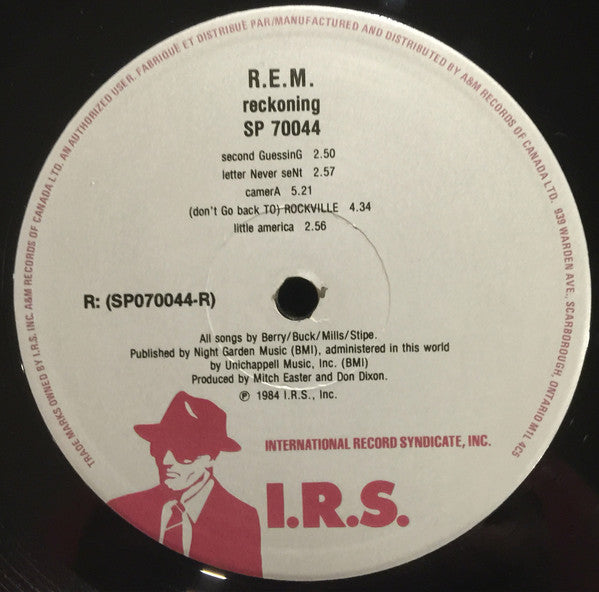 TRADE MARKS OWNED BY I.R.S. INC. A&M RECORDS OF CANADA LTD. AN AUTHORIZED USER. FABRIQUÉ ET DISTRIBUÉ PAR/MANUFACTURED AND DISTRIBUTED BY A&M RECORDS OF CANADA LTD. 939 WARDEN AVE., SCARBOROUGH, ONTARIO M1L 4C5
R.E.M.
reckoning
SP 70044
second GuessinG 2.50
letter Never seNt 2.57
camerA 5.21
(don't Go back TO) ROCKVILLE 4.34
little america 2.56
R: (SP070044-R)
All songs by Berry/Buck/Mills/Stipe.
Published by Night Garden Music (BMI), administered in this world
by Unichappell Music, Inc. (BMI)
Produced by Mitch Easter and Don Dixon.
℗ 1984 I.R.S., Inc.
INTERNATIONAL RECORD SYNDICATE, INC.
I.R.S.